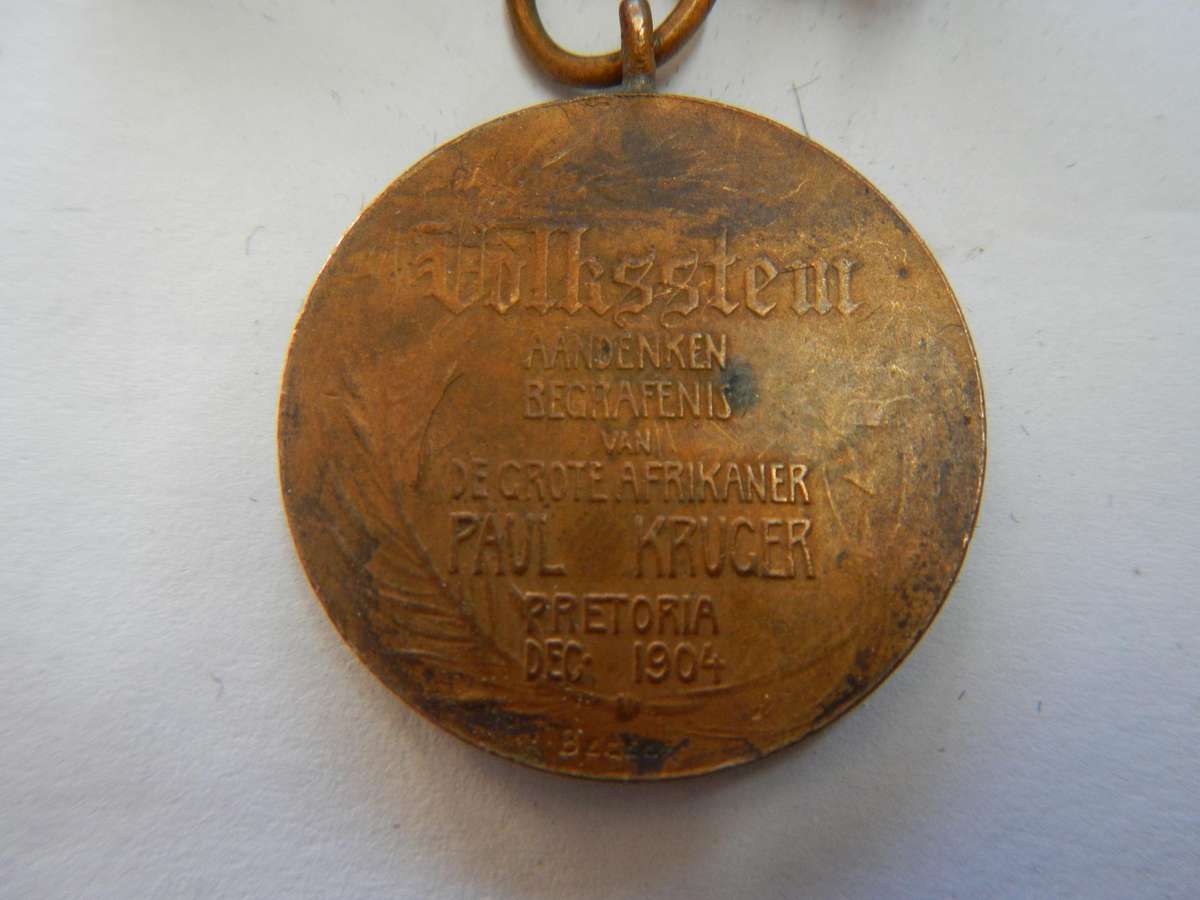 Volksstem
AANDENKEN
BEGRAFENIS
VAN
DE GROTE AFRIKANER
PAUL KRUGER
PRETORIA
DEC. 1904